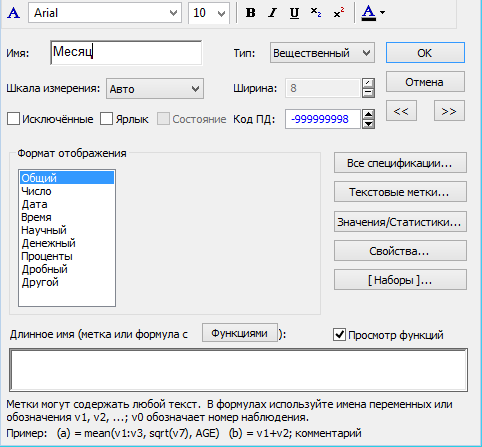 A Arial 10 B I U x₂ x² A
Имя: Месяц Тип: Вещественный OK
Шкала измерения: Авто Ширина: 8 Отмена
Исключённые Ярлык Состояние Код ПД: -999999998 << >>
Формат отображения
Общий
Число
Дата
Время
Научный
Денежный
Проценты
Дробный
Другой
Все спецификации...
Текстовые метки...
Значения/Статистики...
Свойства...
[ Наборы ]...
Длинное имя (метка или формула с Функциями ): Просмотр функций
Метки могут содержать любой текст. В формулах используйте имена переменных или
обозначения v1, v2, ...; v0 обозначает номер наблюдения.
Пример: (a) = mean(v1:v3, sqrt(v7), AGE) (b) = v1+v2; комментарий